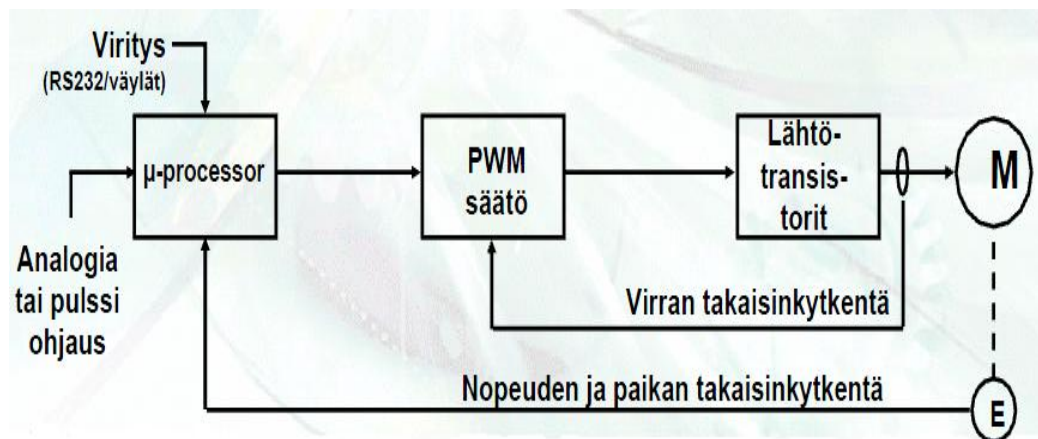 Viritys
(RS232/väylät)
µ-processor
PWM
säätö
Lähtö-
transis-
torit
M
Analogia
tai pulssi
ohjaus
Virran takaisinkytkentä
Nopeuden ja paikan takaisinkytkentä
E